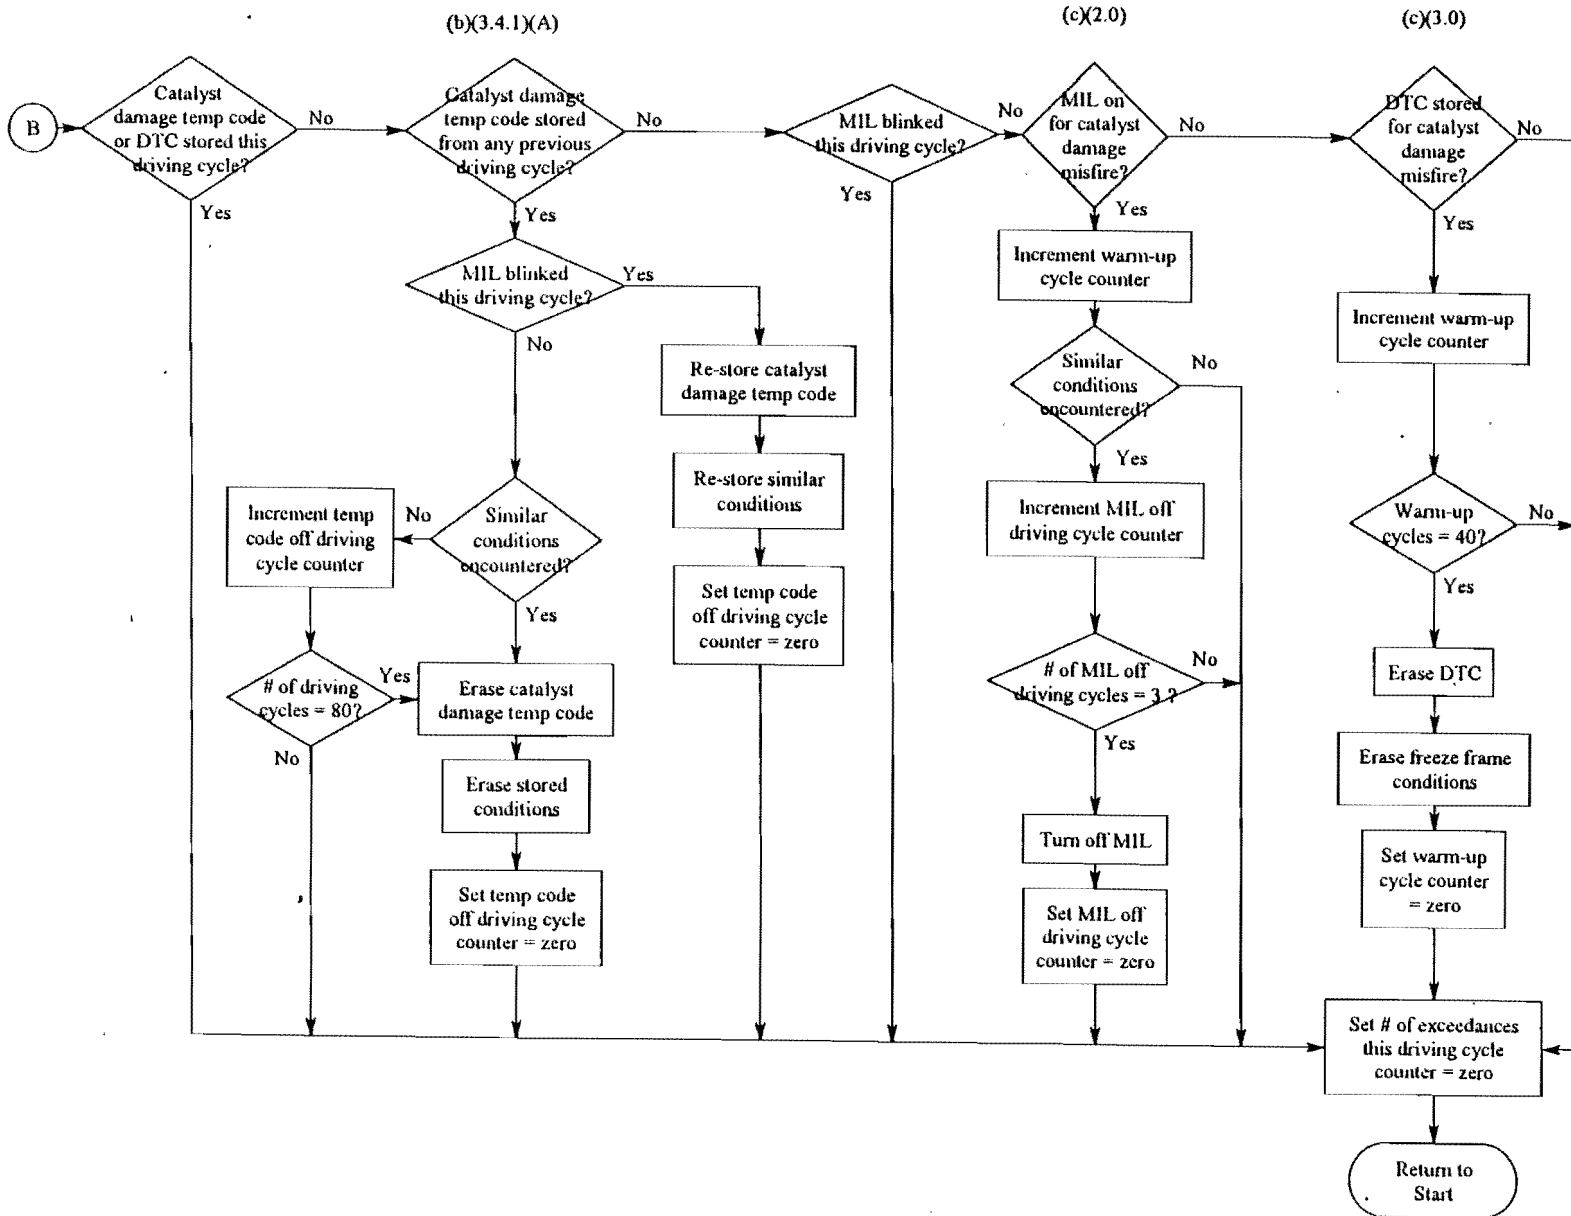 (b)(3.4.1)(A)
(c)(2.0)
(c)(3.0)
B
Catalyst
damage temp code
or DTC stored this
driving cycle?
No
Yes
Catalyst damage
temp code stored
from any previous
driving cycle?
No
Yes
MIL blinked
this driving cycle?
No
Yes
MIL on
for catalyst
damage
misfire?
No
Yes
DTC stored
for catalyst
damage
misfire?
No
Yes
MIL blinked
this driving cycle?
Yes
No
Re-store catalyst
damage temp code
Re-store similar
conditions
Set temp code
off driving cycle
counter = zero
Similar
conditions
encountered?
No
Yes
Increment temp
code off driving
cycle counter
# of driving
cycles = 80?
Yes
No
Erase catalyst
damage temp code
Erase stored
conditions
Set temp code
off driving cycle
counter = zero
Increment warm-up
cycle counter
Similar
conditions
encountered?
No
Yes
Increment MIL off
driving cycle counter
# of MIL off
driving cycles = 3 ?
No
Yes
Turn off MIL
Set MIL off
driving cycle
counter = zero
Increment warm-up
cycle counter
Warm-up
cycles = 40?
No
Yes
Erase DTC
Erase freeze frame
conditions
Set warm-up
cycle counter
= zero
Set # of exceedances
this driving cycle
counter = zero
Return to
Start